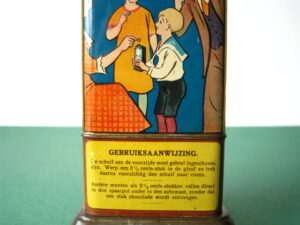 GEBRUIKSAANWIJZING.
De schuif aan de voorzijde moet geheel ingeschoven
zijn. Werp een 2½ cents-stuk in de gleuf en trek
daarna voorzichtig den schuif naar voren.
Andere munten als 2½ cents-stukken vallen direct
in den spaarpot onder in den automaat, zonder dat
een stuk chocolade wordt ontvangen.